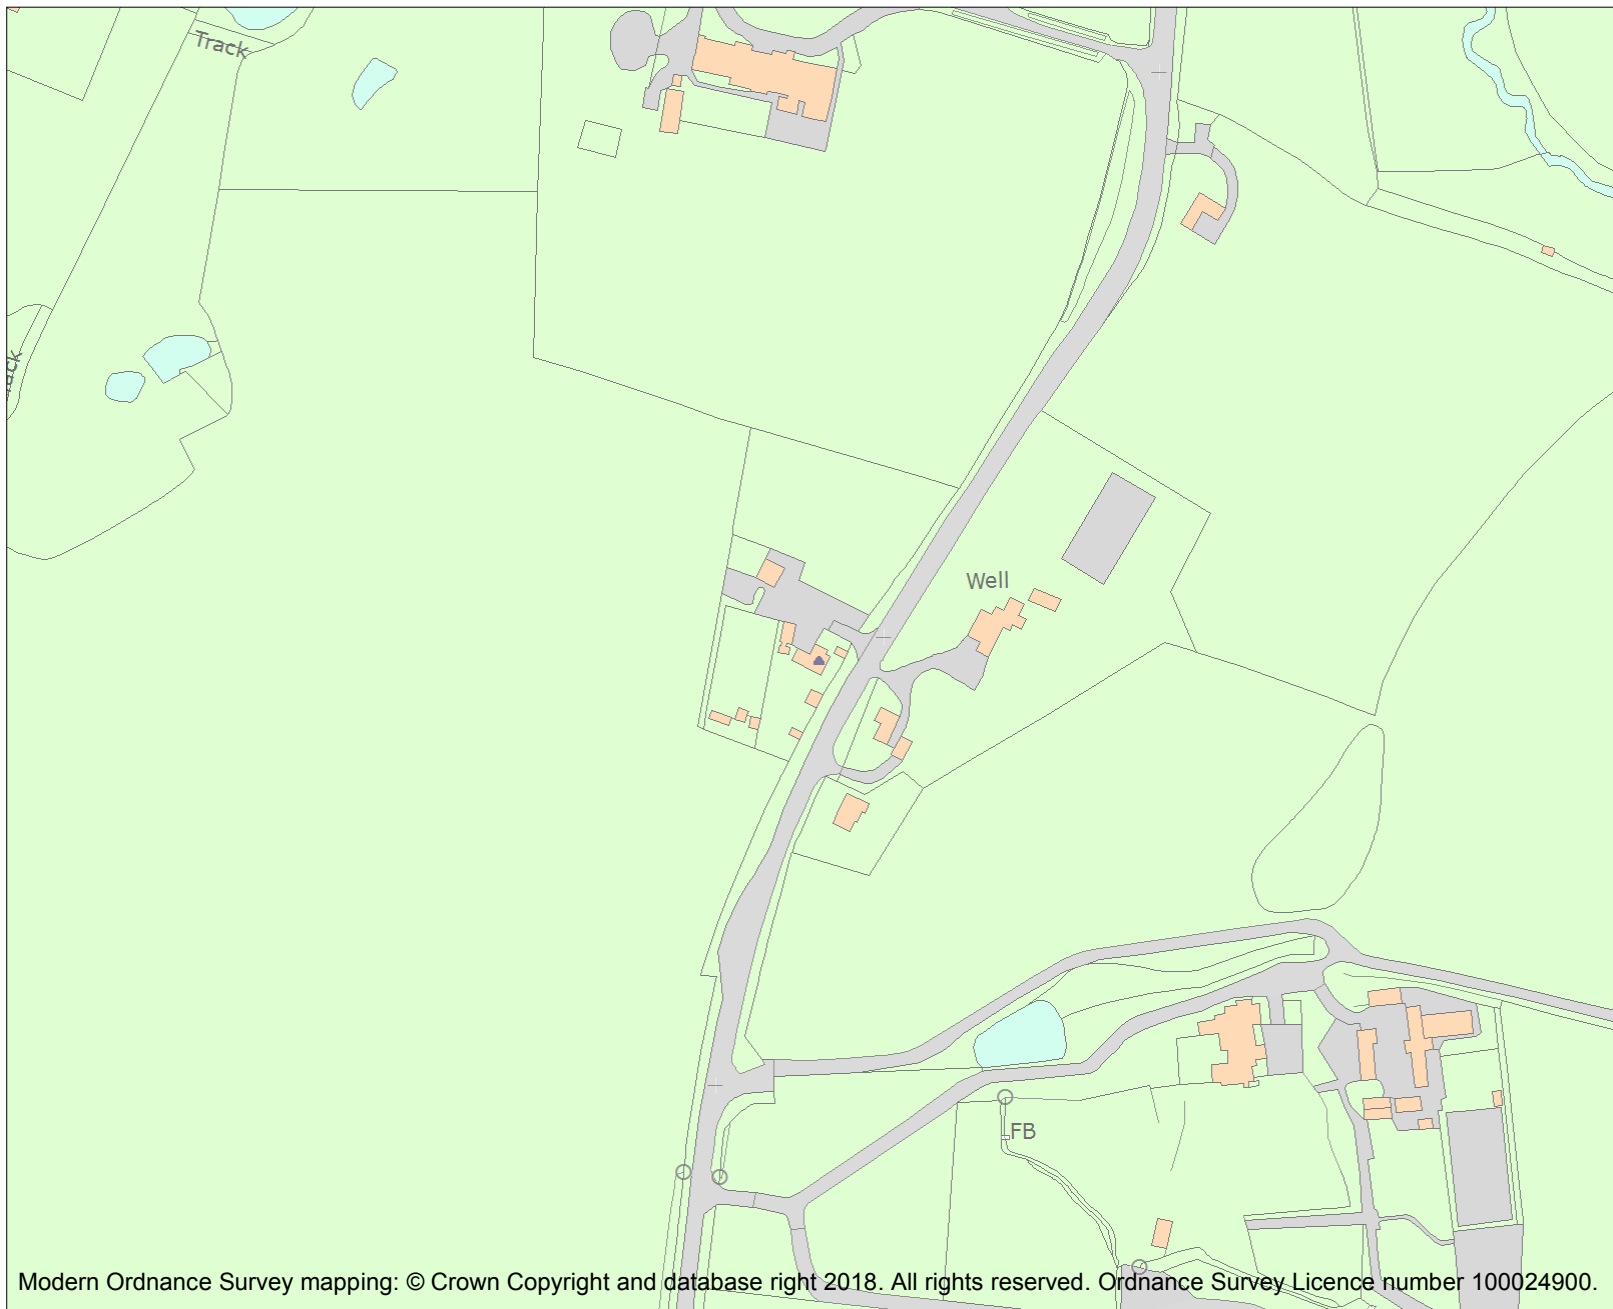 Track
Well
FB
Modern Ordnance Survey mapping: © Crown Copyright and database right 2018. All rights reserved. Ordnance Survey Licence number 100024900.